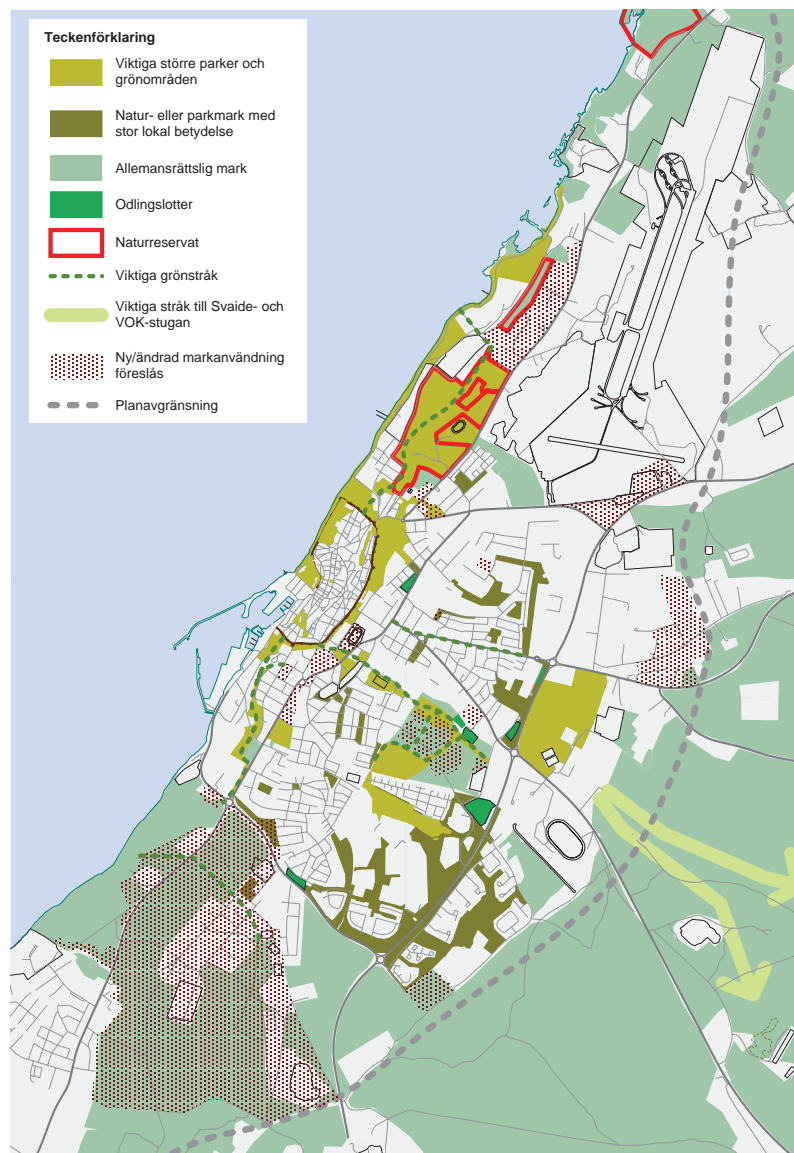 Teckenförklaring
Viktiga större parker och
grönområden
Natur- eller parkmark med
stor lokal betydelse
Allemansrättslig mark
Odlingslotter
Naturreservat
Viktiga grönstråk
Viktiga stråk till Svaide- och
VOK-stugan
Ny/ändrad markanvändning
föreslås
Planavgränsning